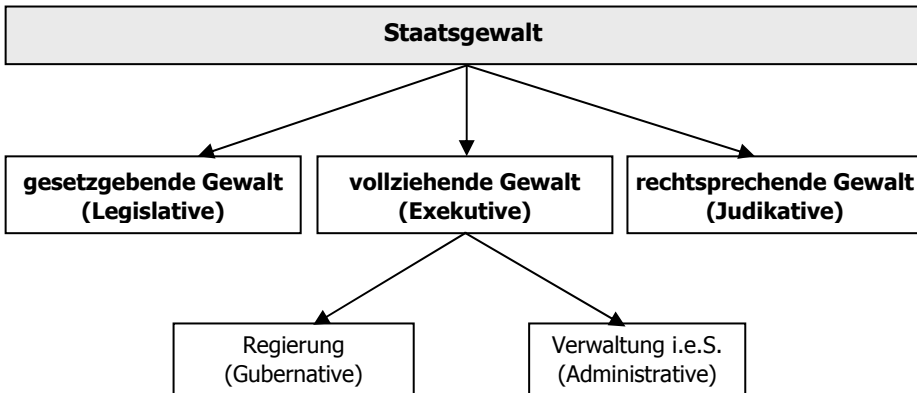 Staatsgewalt
gesetzgebende Gewalt
(Legislative)
vollziehende Gewalt
(Exekutive)
rechtsprechende Gewalt
(Judikative)
Regierung
(Gubernative)
Verwaltung i.e.S.
(Administrative)